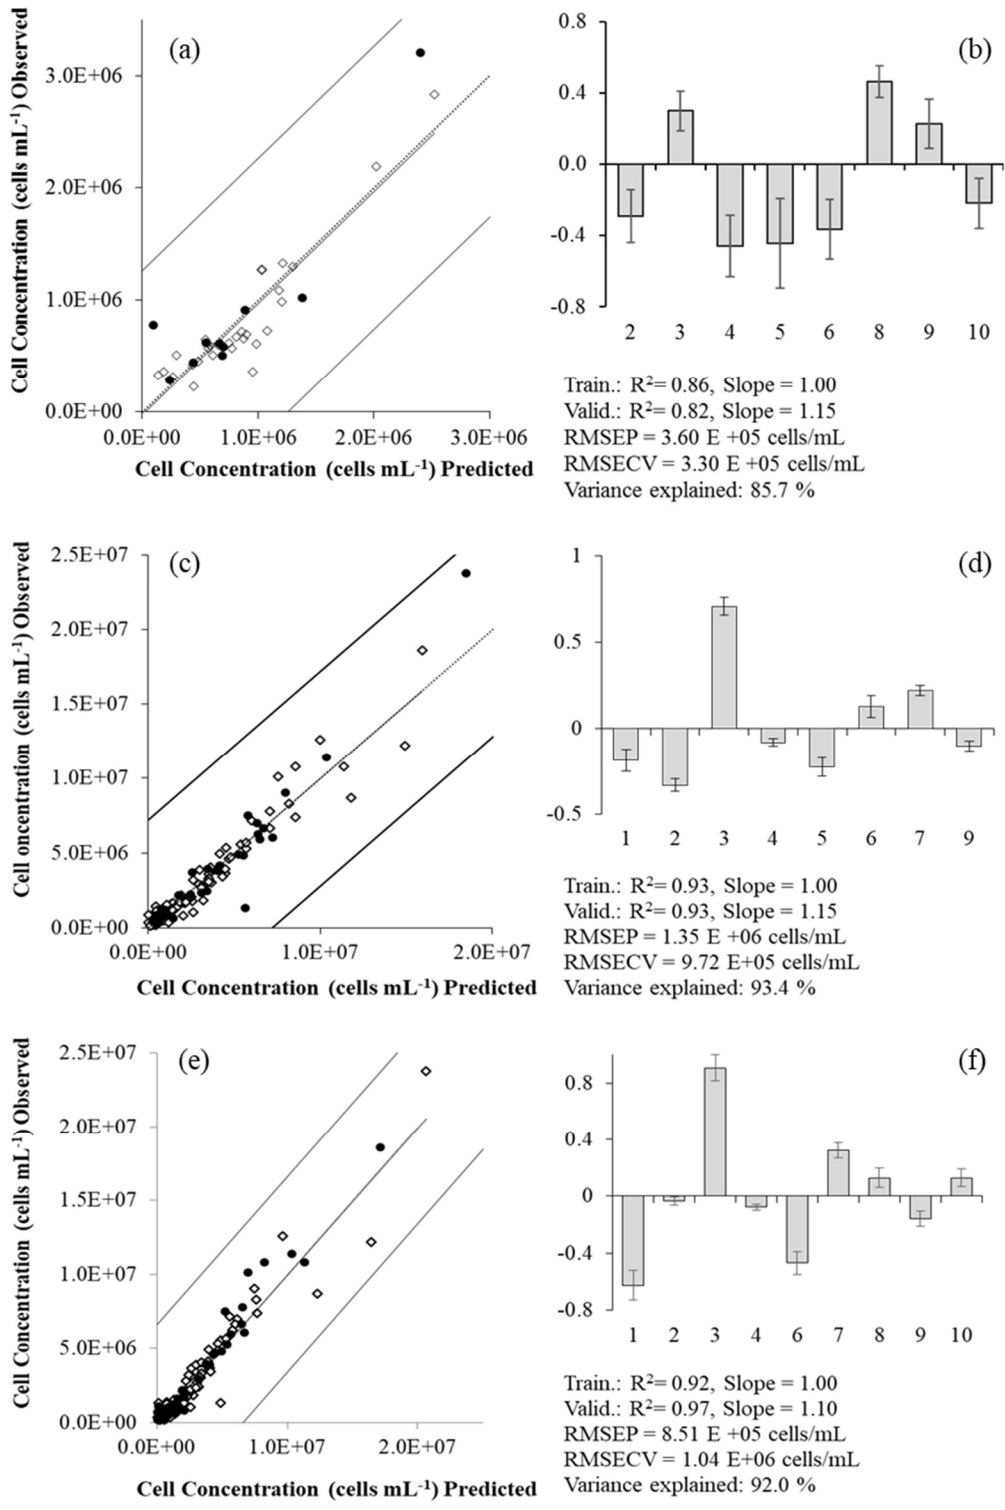 (a)
Cell Concentration (cells mL-1) Observed
3.0E+06
2.0E+06
1.0E+06
0.0E+00
0.0E+00 1.0E+06 2.0E+06 3.0E+06
Cell Concentration (cells mL-1) Predicted
(b)
0.8
0.4
0.0
-0.4
-0.8
2 3 4 5 6 8 9 10
Train.: R2= 0.86, Slope = 1.00
Valid.: R2= 0.82, Slope = 1.15
RMSEP = 3.60 E +05 cells/mL
RMSECV = 3.30 E +05 cells/mL
Variance explained: 85.7 %
(c)
Cell oncentration (cells mL-1) Observed
2.5E+07
2.0E+07
1.5E+07
1.0E+07
5.0E+06
0.0E+00
0.0E+00 1.0E+07 2.0E+07
Cell Concentration (cells mL-1) Predicted
(d)
1
0.5
0
-0.5
1 2 3 4 5 6 7 9
Train.: R2= 0.93, Slope = 1.00
Valid.: R2= 0.93, Slope = 1.15
RMSEP = 1.35 E +06 cells/mL
RMSECV = 9.72 E+05 cells/mL
Variance explained: 93.4 %
(e)
Cell Concentration (cells mL-1) Observed
2.5E+07
2.0E+07
1.5E+07
1.0E+07
5.0E+06
0.0E+00
0.0E+00 1.0E+07 2.0E+07
Cell Concentration (cells mL-1) Predicted
(f)
0.8
0.4
0
-0.4
-0.8
1 2 3 4 6 7 8 9 10
Train.: R2= 0.92, Slope = 1.00
Valid.: R2= 0.97, Slope = 1.10
RMSEP = 8.51 E +05 cells/mL
RMSECV = 1.04 E+06 cells/mL
Variance explained: 92.0 %